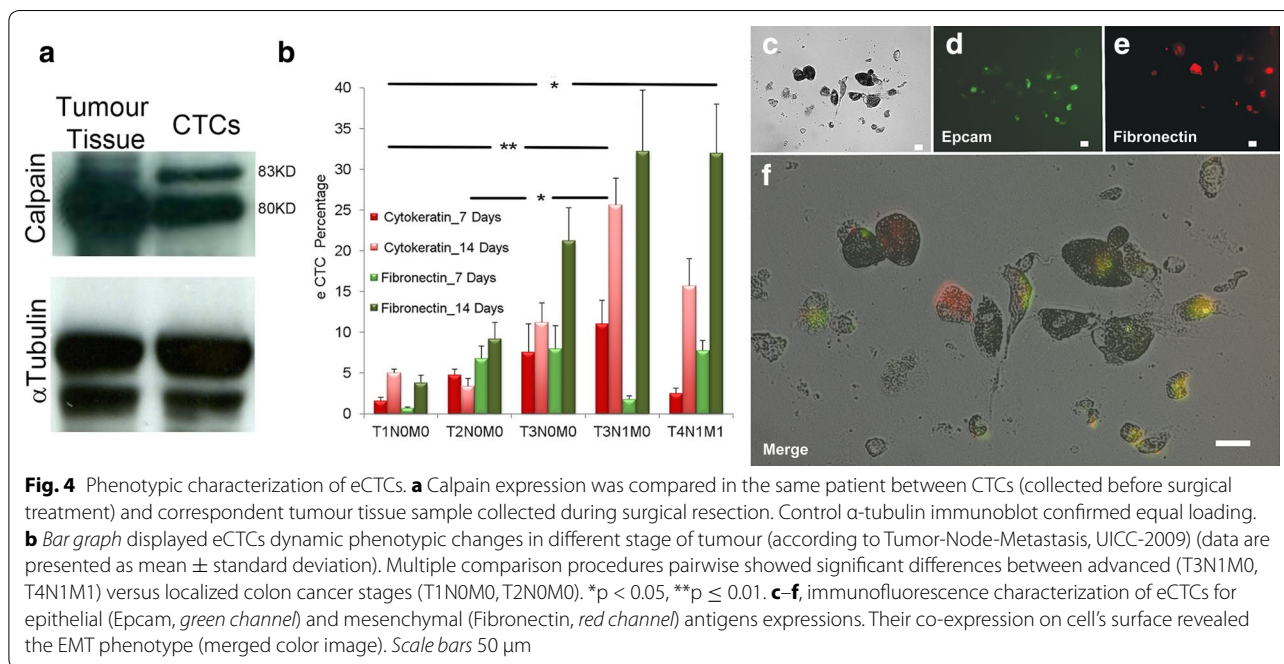 a
Tumour Tissue
CTCs
Calpain
83KD
80KD
αTubulin
b
*
**
*
e CTC Percentage
40
35
30
25
20
15
10
5
0
Cytokeratin_7 Days
Cytokeratin_14 Days
Fibronectin_7 Days
Fibronectin_14 Days
T1N0M0 T2N0M0 T3N0M0 T3N1M0 T4N1M1
c
d
Epcam
e
Fibronectin
f
Merge
Fig. 4 Phenotypic characterization of eCTCs. a Calpain expression was compared in the same patient between CTCs (collected before surgical
treatment) and correspondent tumour tissue sample collected during surgical resection. Control α-tubulin immunoblot confirmed equal loading.
b Bar graph displayed eCTCs dynamic phenotypic changes in different stage of tumour (according to Tumor-Node-Metastasis, UICC-2009) (data are
presented as mean ± standard deviation). Multiple comparison procedures pairwise showed significant differences between advanced (T3N1M0,
T4N1M1) versus localized colon cancer stages (T1N0M0, T2N0M0). *p < 0.05, **p ≤ 0.01. c–f, immunofluorescence characterization of eCTCs for
epithelial (Epcam, green channel) and mesenchymal (Fibronectin, red channel) antigens expressions. Their co-expression on cell's surface revealed
the EMT phenotype (merged color image). Scale bars 50 μm